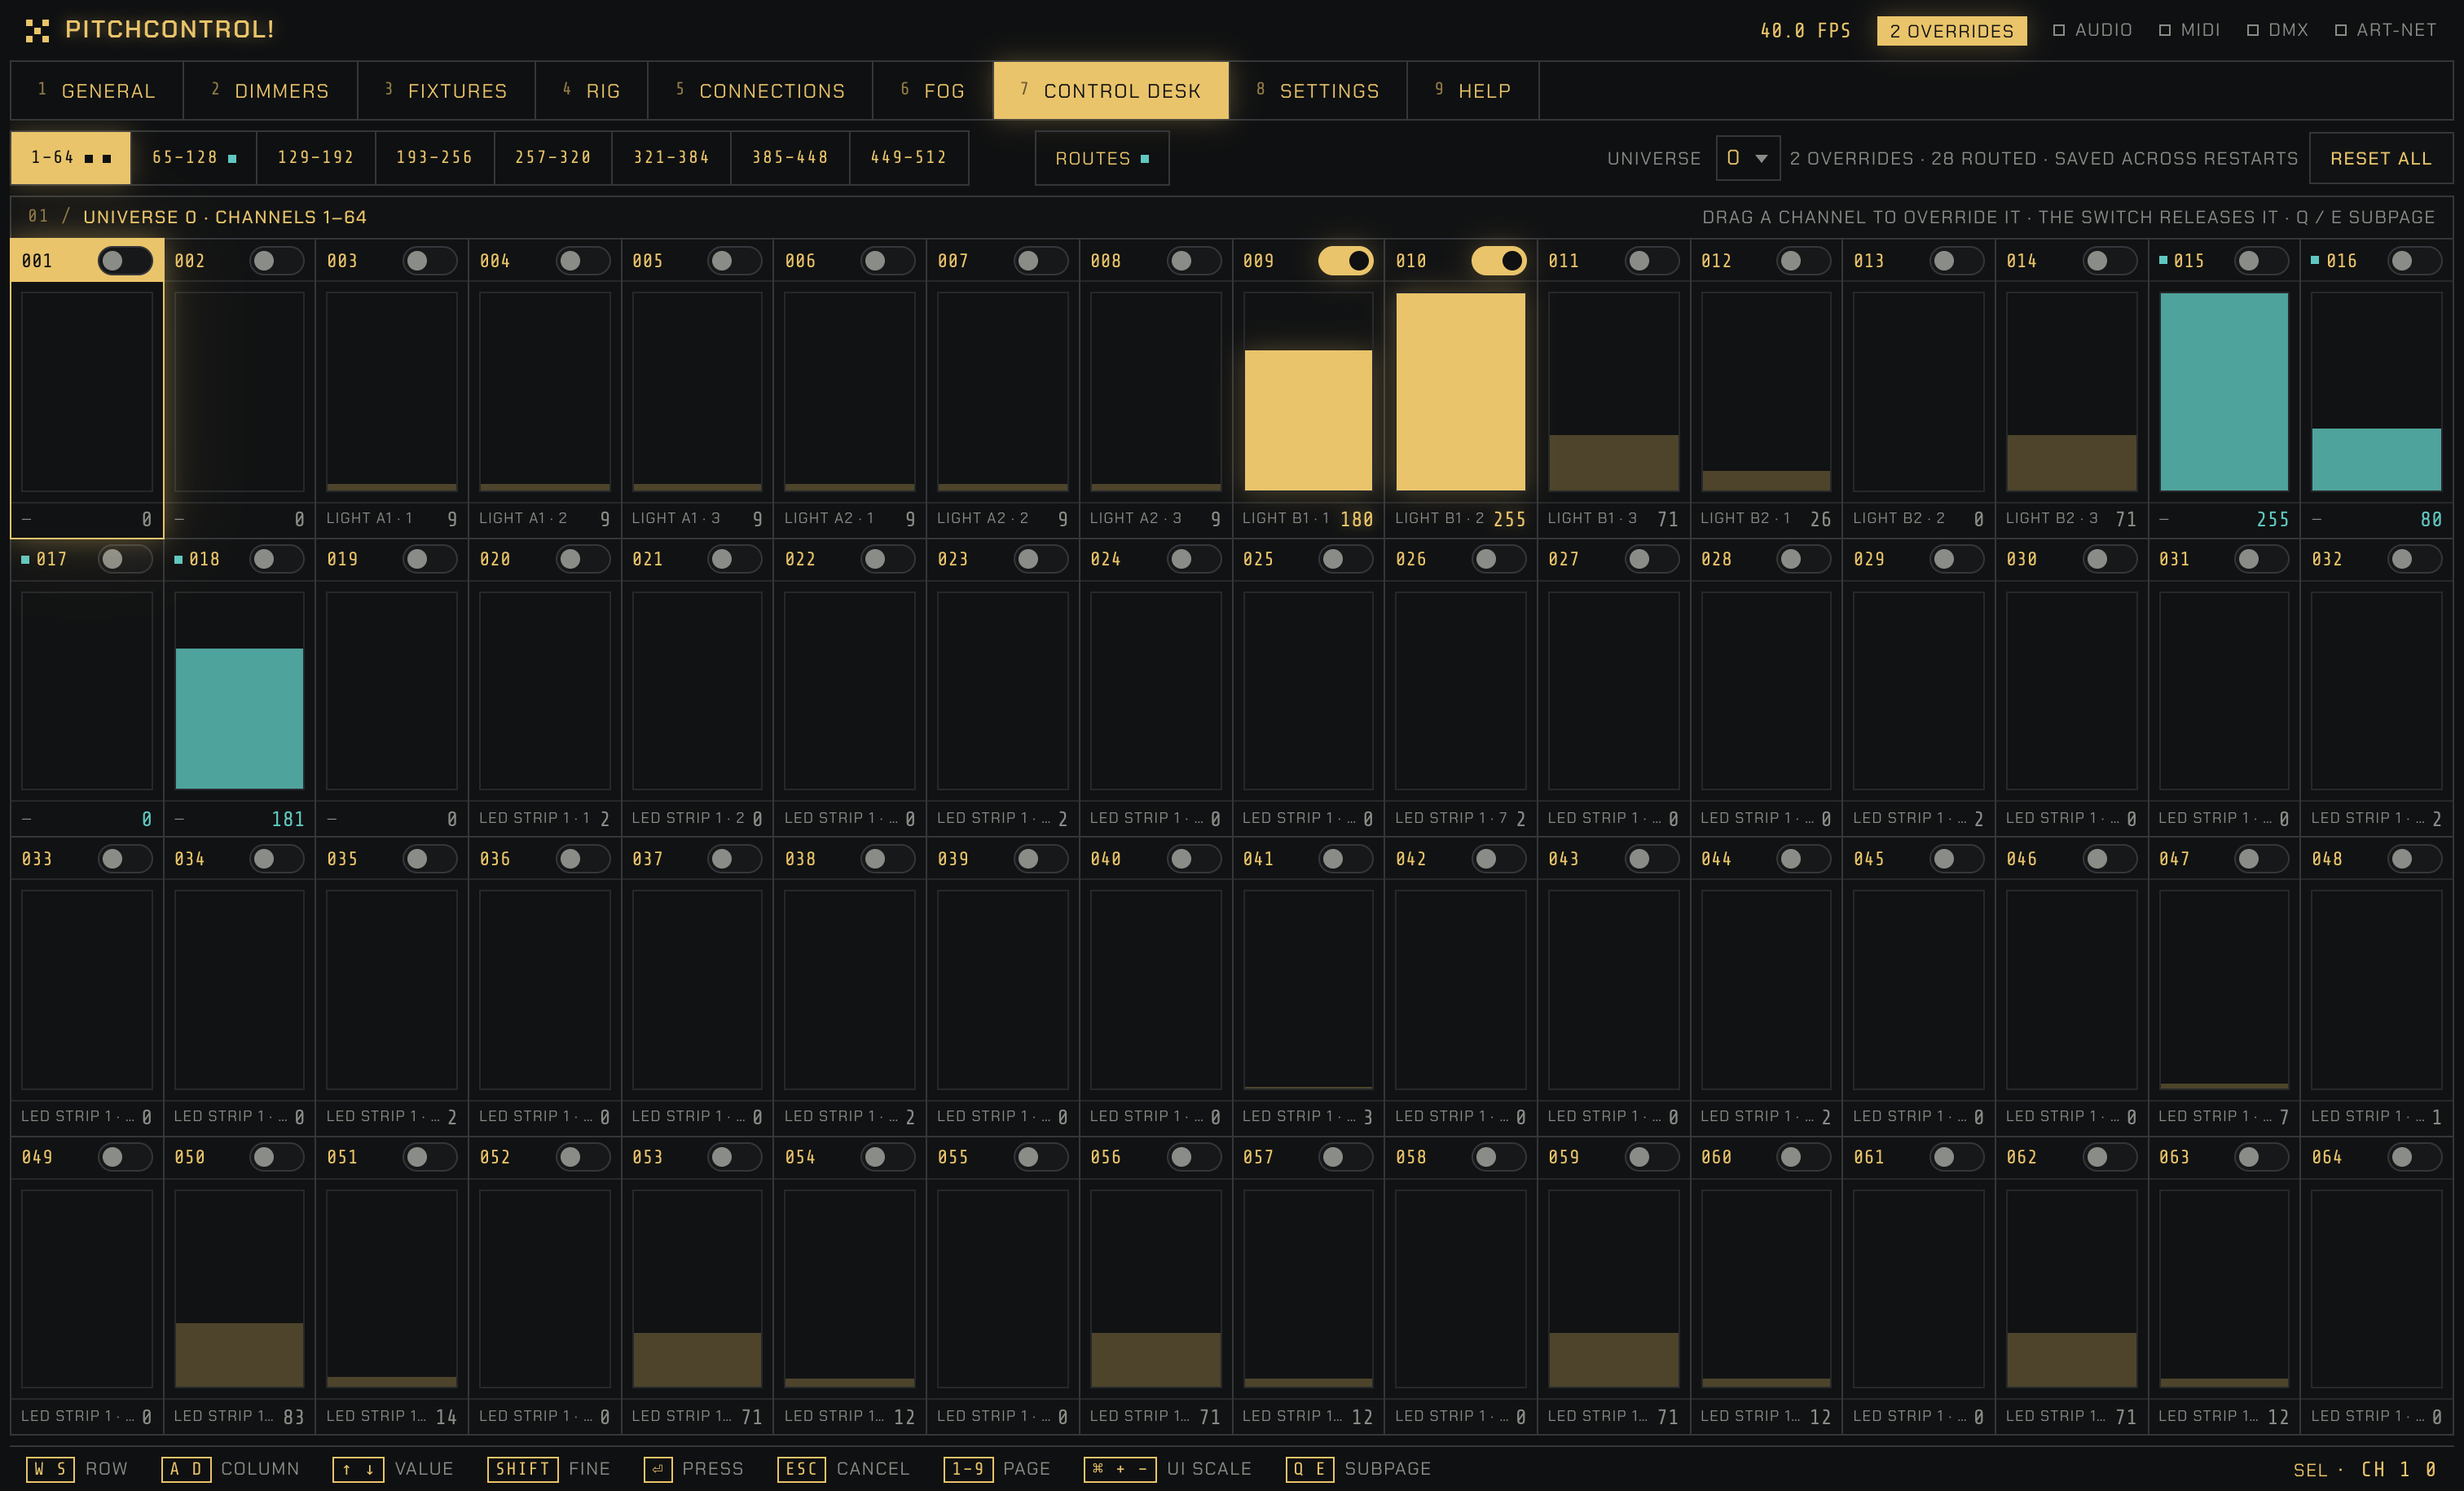 PITCHCONTROL! 40.0 FPS 2 OVERRIDES AUDIO MIDI DMX ART-NET
1 GENERAL 2 DIMMERS 3 FIXTURES 4 RIG 5 CONNECTIONS 6 FOG 7 CONTROL DESK 8 SETTINGS 9 HELP
1-64 65-128 129-192 193-256 257-320 321-384 385-448 449-512 ROUTES UNIVERSE 0 2 OVERRIDES · 28 ROUTED · SAVED ACROSS RESTARTS RESET ALL
01 / UNIVERSE 0 · CHANNELS 1–64 DRAG A CHANNEL TO OVERRIDE IT · THE SWITCH RELEASES IT · Q / E SUBPAGE
001 002 003 004 005 006 007 008 009 010 011 012 013 014 015 016
– 0 – 0 LIGHT A1 · 1 9 LIGHT A1 · 2 9 LIGHT A1 · 3 9 LIGHT A2 · 1 9 LIGHT A2 · 2 9 LIGHT A2 · 3 9 LIGHT B1 · 1 180 LIGHT B1 · 2 255 LIGHT B1 · 3 71 LIGHT B2 · 1 26 LIGHT B2 · 2 0 LIGHT B2 · 3 71 – 255 – 80
017 018 019 020 021 022 023 024 025 026 027 028 029 030 031 032
– 0 – 181 – 0 LED STRIP 1 · 1 2 LED STRIP 1 · 2 0 LED STRIP 1 · … 0 LED STRIP 1 · … 2 LED STRIP 1 · … 0 LED STRIP 1 · … 0 LED STRIP 1 · 7 2 LED STRIP 1 · … 0 LED STRIP 1 · … 0 LED STRIP 1 · … 2 LED STRIP 1 · … 0 LED STRIP 1 · … 0 LED STRIP 1 · … 2
033 034 035 036 037 038 039 040 041 042 043 044 045 046 047 048
LED STRIP 1 · … 0 LED STRIP 1 · … 0 LED STRIP 1 · … 2 LED STRIP 1 · … 0 LED STRIP 1 · … 0 LED STRIP 1 · … 2 LED STRIP 1 · … 0 LED STRIP 1 · … 0 LED STRIP 1 · … 3 LED STRIP 1 · … 0 LED STRIP 1 · … 0 LED STRIP 1 · … 2 LED STRIP 1 · … 0 LED STRIP 1 · … 0 LED STRIP 1 · … 7 LED STRIP 1 · … 1
049 050 051 052 053 054 055 056 057 058 059 060 061 062 063 064
LED STRIP 1 · … 0 LED STRIP 1… 83 LED STRIP 1… 14 LED STRIP 1 · … 0 LED STRIP 1… 71 LED STRIP 1… 12 LED STRIP 1 · … 0 LED STRIP 1… 71 LED STRIP 1… 12 LED STRIP 1 · … 0 LED STRIP 1… 71 LED STRIP 1… 12 LED STRIP 1 · … 0 LED STRIP 1… 71 LED STRIP 1… 12 LED STRIP 1 · … 0
W S ROW A D COLUMN ↑ ↓ VALUE SHIFT FINE ⏎ PRESS ESC CANCEL 1-9 PAGE ⌘ + - UI SCALE Q E SUBPAGE SEL · CH 1 0